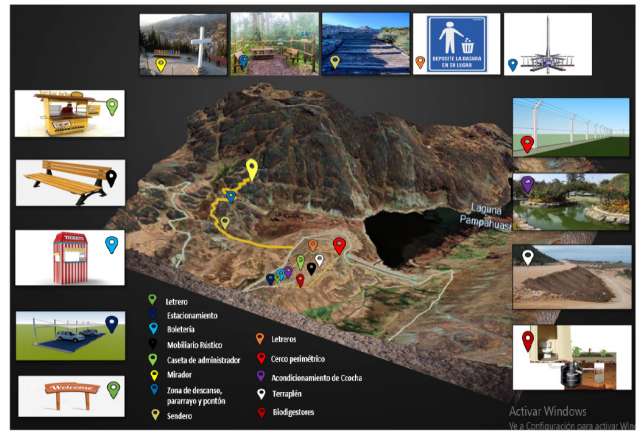 DEPOSITE LA BASURA
EN SU LUGAR
TICKETS
Welcome
Laguna
Pampahuasi
Letrero
Estacionamiento
Boletería
Mobiliario Rústico
Caseta de administrador
Mirador
Zona de descanso,
pararrayo y pontón
Sendero
Letreros
Cerco perimétrico
Acondicionamiento de Ccocha
Terraplén
Biodigestores
Activar Windows
Ve a Configuración para activar Win